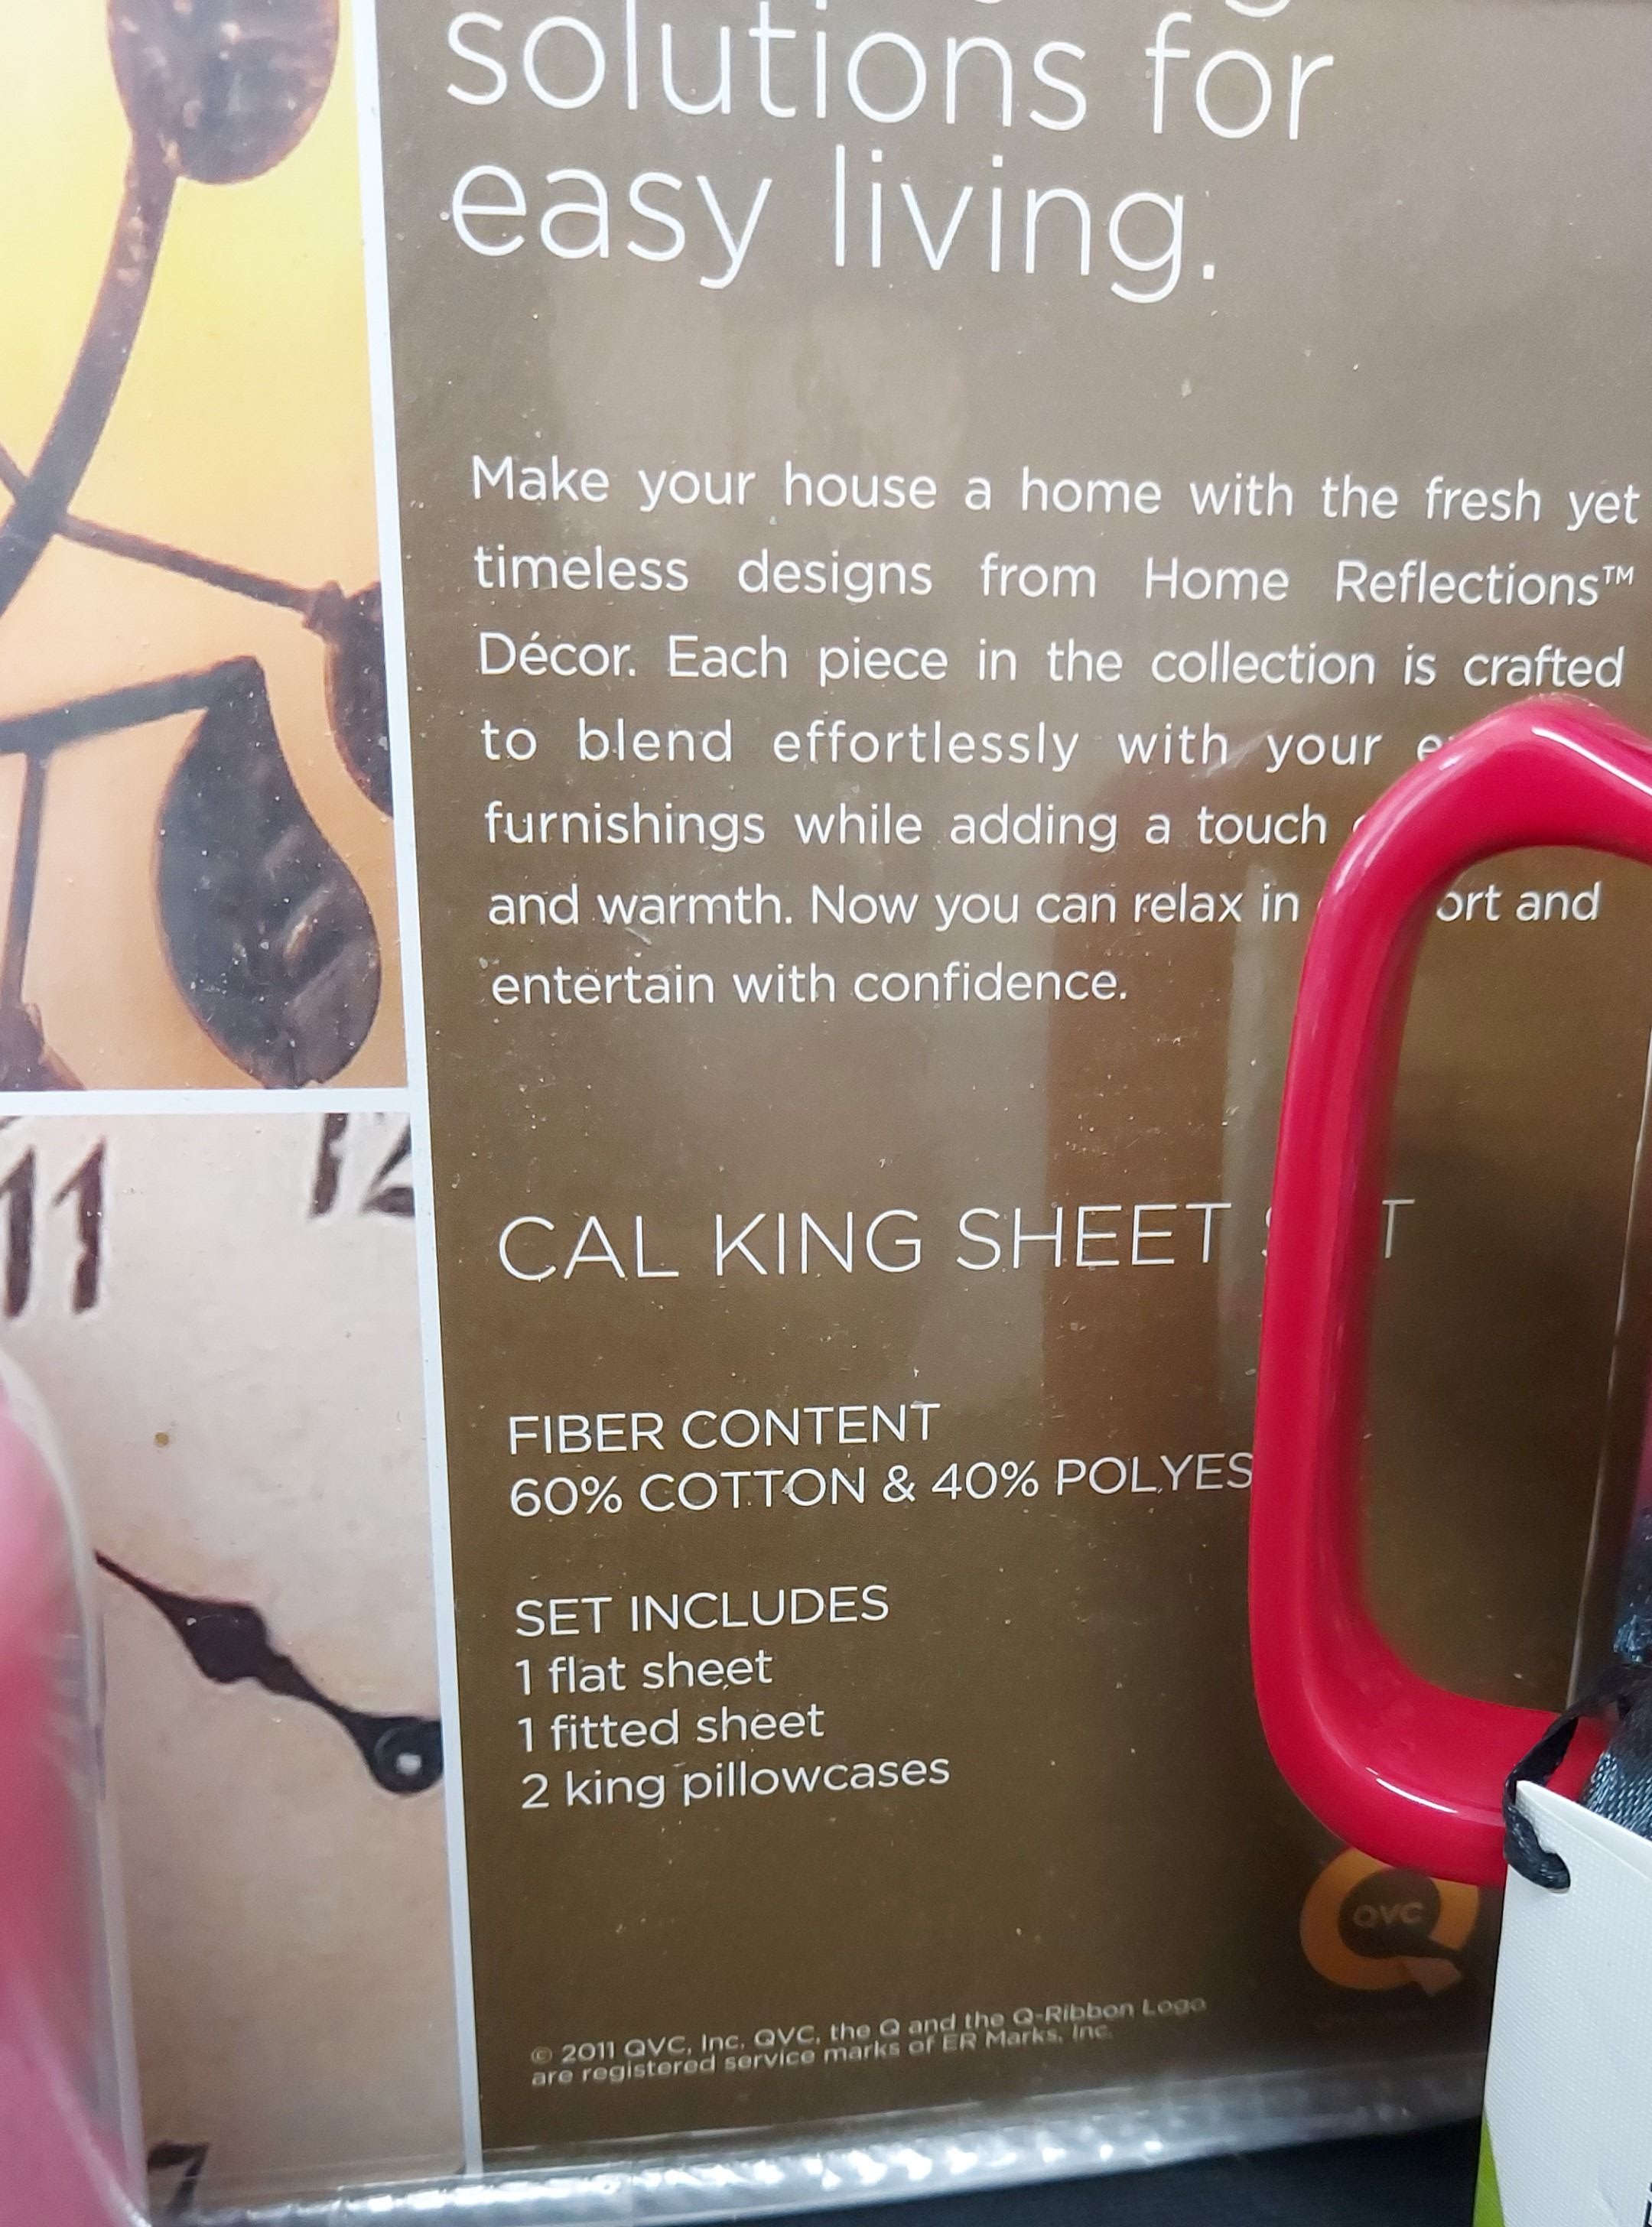 solutions for
easy living.
Make your house a home with the fresh yet
timeless designs from Home Reflections™
Décor. Each piece in the collection is crafted
to blend effortlessly with your
furnishings while adding a touch
and warmth. Now you can relax in and
entertain with confidence.
CAL KING SHEET
FIBER CONTENT
60% COTTON & 40% POLYES
SET INCLUDES
1 flat sheet
1 fitted sheet
2 king pillowcases
QVC
© 2011 QVC, Inc. QVC, the Q and the Q-Ribbon Logo
are registered service marks of ER Marks, Inc.
11
12
7